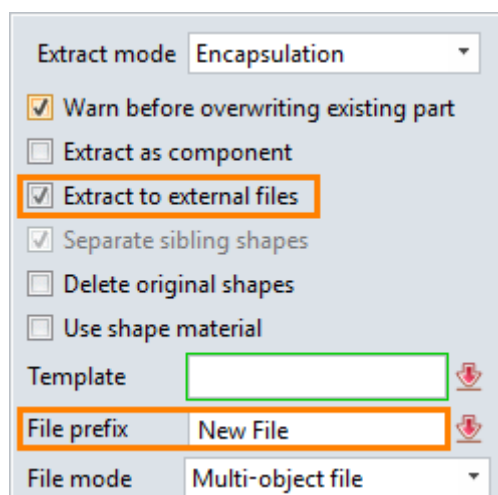 Extract mode Encapsulation
Warn before overwriting existing part
Extract as component
Extract to external files
Separate sibling shapes
Delete original shapes
Use shape material
Template
File prefix New File
File mode Multi-object file